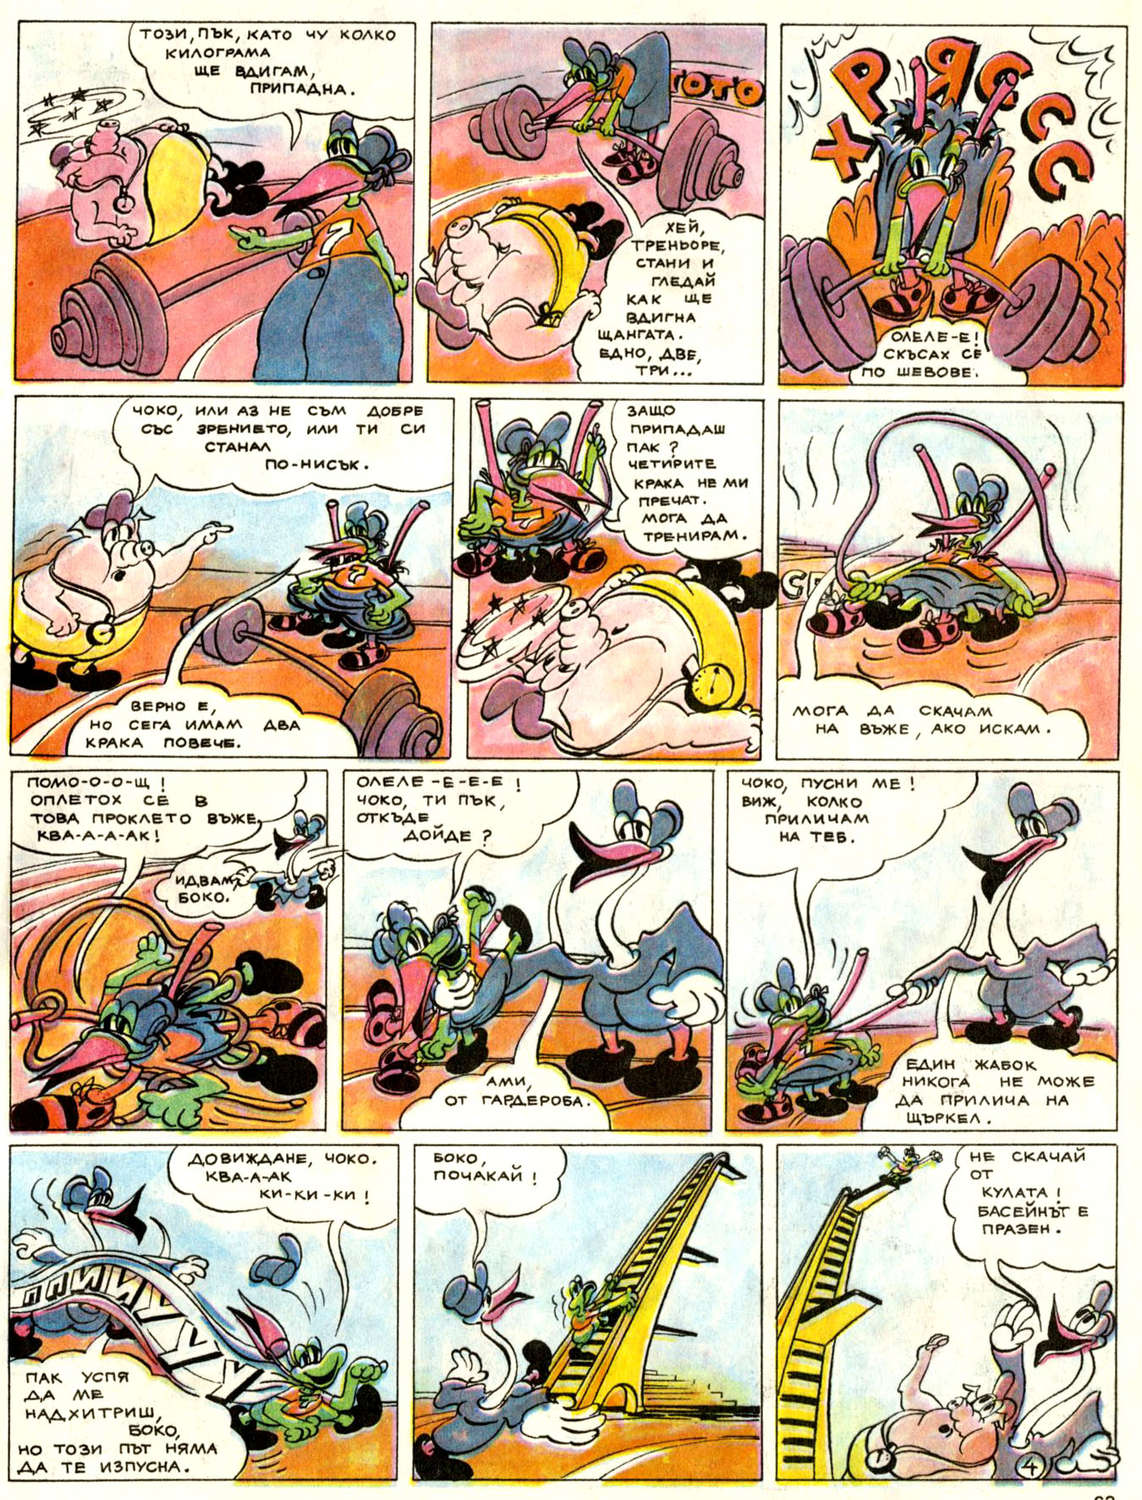 ТОЗИ, ПЪК, КАТО ЧУ КОЛКО
КИЛОГРАМА
ЩЕ ВДИГАМ,
ПРИПАДНА.
7
ТОТО
ХЕЙ,
ТРЕНЬОРЕ,
СТАНИ И
ГЛЕДАЙ
КАК ЩЕ
ВДИГНА
ЩАНГАТА.
ЕДНО, ДВЕ,
ТРИ...
ХРЯССС
ОЛЕЛЕ-Е!
СКЪСАХ СЕ
ПО ШЕВОВЕ.
ЧОКО, ИЛИ АЗ НЕ СЪМ ДОБРЕ
СЪС ЗРЕНИЕТО, ИЛИ ТИ СИ
СТАНАЛ
ПО-НИСЪК.
7
ВЕРНО Е,
НО СЕГА ИМАМ ДВА
КРАКА ПОВЕЧЕ.
ЗАЩО
ПРИПАДАШ
ПАК?
ЧЕТИРИТЕ
КРАКА НЕ МИ
ПРЕЧАТ.
МОГА ДА
ТРЕНИРАМ.
7
МОГА ДА СКАЧАМ
НА ВЪЖЕ, АКО ИСКАМ.
ПОМО-О-О-Щ!
ОПЛЕТОХ СЕ В
ТОВА ПРОКЛЕТО ВЪЖЕ.
КВА-А-А-АК!
ИДВАМ,
БОКО.
ОЛЕЛЕ-Е-Е-Е!
ЧОКО, ТИ ПЪК,
ОТКЪДЕ
ДОЙДЕ?
АМИ,
ОТ ГАРДЕРОБА.
ЧОКО, ПУСНИ МЕ!
ВИЖ, КОЛКО
ПРИЛИЧАМ
НА ТЕБ.
ЕДИН ЖАБОК
НИКОГА НЕ МОЖЕ
ДА ПРИЛИЧА НА
ЩЪРКЕЛ.
ДОВИЖДАНЕ, ЧОКО.
КВА-А-АК
КИ-КИ-КИ!
ПАК УСПЯ
ДА МЕ
НАДХИТРИШ,
БОКО,
НО ТОЗИ ПЪТ НЯМА
ДА ТЕ ИЗПУСНА.
БОКО,
ПОЧАКАЙ!
НЕ СКАЧАЙ
ОТ
КУЛАТА!
БАСЕЙНЪТ Е
ПРАЗЕН.
4